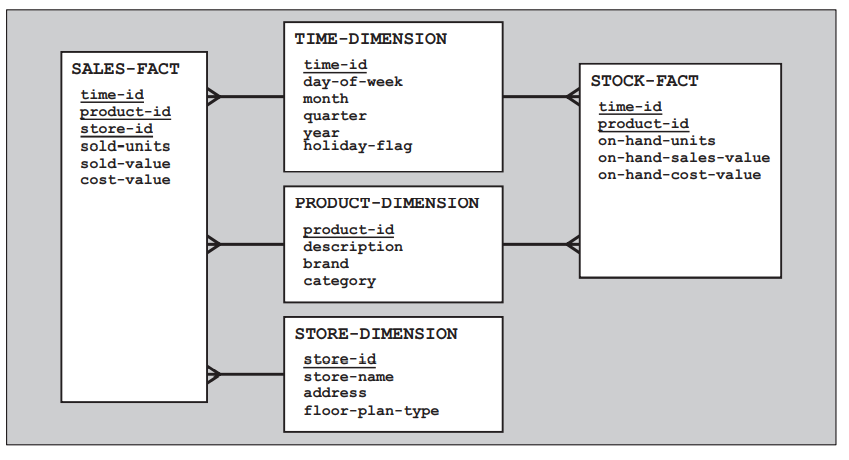 SALES-FACT
time-id
product-id
store-id
sold-units
sold-value
cost-value
TIME-DIMENSION
time-id
day-of-week
month
quarter
year
holiday-flag
PRODUCT-DIMENSION
product-id
description
brand
category
STORE-DIMENSION
store-id
store-name
address
floor-plan-type
STOCK-FACT
time-id
product-id
on-hand-units
on-hand-sales-value
on-hand-cost-value